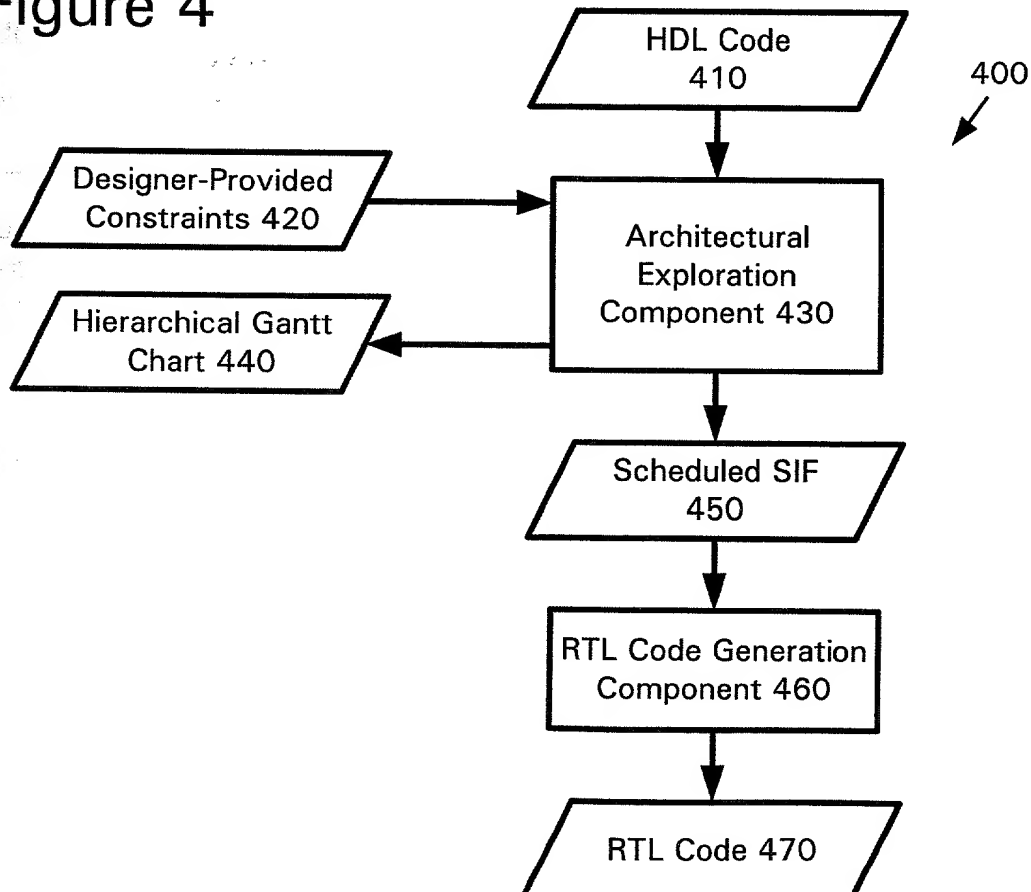 Figure 4
HDL Code
410
400
Designer-Provided
Constraints 420
Architectural
Exploration
Component 430
Hierarchical Gantt
Chart 440
Scheduled SIF
450
RTL Code Generation
Component 460
RTL Code 470